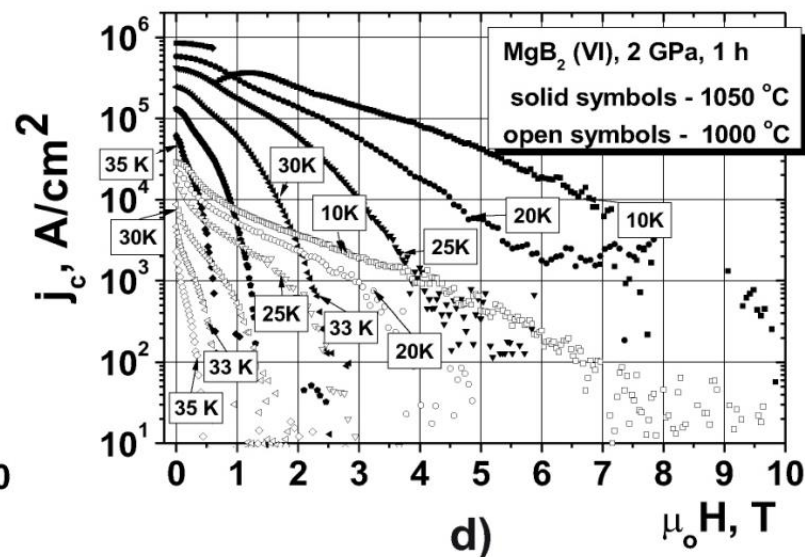 10⁶
10⁵
10⁴
10³
10²
10¹
j_c, A/cm²
MgB₂ (VI), 2 GPa, 1 h
solid symbols - 1050 °C
open symbols - 1000 °C
35 K
30K
30K
10K
20K
10K
25K
25K
33 K
20K
33 K
35 K
0 1 2 3 4 5 6 7 8 9 10
0
d)
μ₀H, T